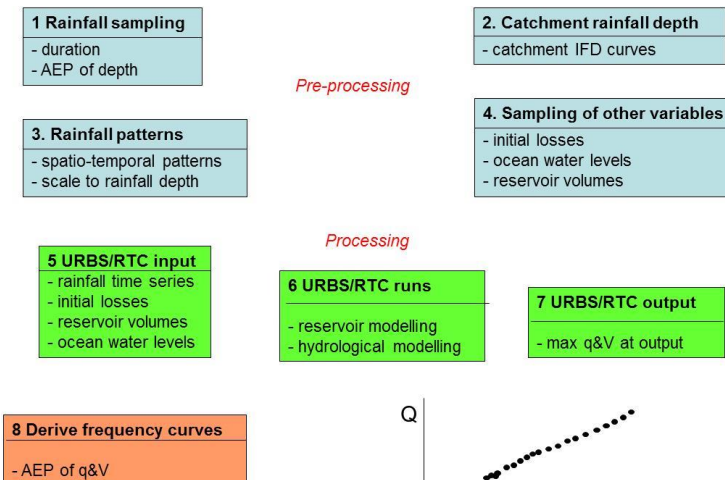 1 Rainfall sampling
- duration
- AEP of depth
2. Catchment rainfall depth
- catchment IFD curves
Pre-processing
3. Rainfall patterns
- spatio-temporal patterns
- scale to rainfall depth
4. Sampling of other variables
- initial losses
- ocean water levels
- reservoir volumes
Processing
5 URBS/RTC input
- rainfall time series
- initial losses
- reservoir volumes
- ocean water levels
6 URBS/RTC runs
- reservoir modelling
- hydrological modelling
7 URBS/RTC output
- max q&V at output
8 Derive frequency curves
- AEP of q&V
Q